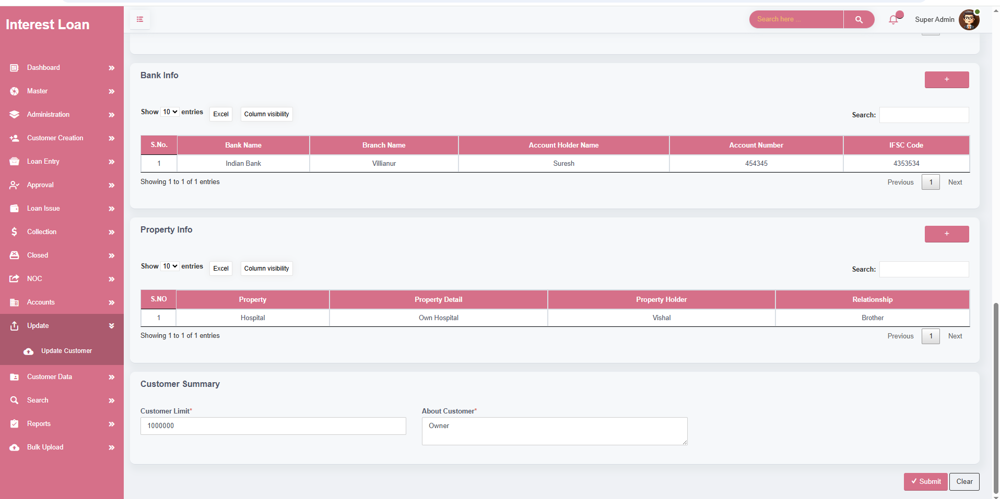 Interest Loan
Search here ...
Super Admin
Dashboard
Master
Administration
Customer Creation
Loan Entry
Approval
Loan Issue
Collection
Closed
NOC
Accounts
Update
Update Customer
Customer Data
Search
Reports
Bulk Upload
Bank Info
+
Show 10 entries Excel Column visibility Search:
S.No. Bank Name Branch Name Account Holder Name Account Number IFSC Code
1 Indian Bank Villianur Suresh 454345 4353534
Showing 1 to 1 of 1 entries Previous 1 Next
Property Info
+
Show 10 entries Excel Column visibility Search:
S.NO Property Property Detail Property Holder Relationship
1 Hospital Own Hospital Vishal Brother
Showing 1 to 1 of 1 entries Previous 1 Next
Customer Summary
Customer Limit* About Customer*
1000000 Owner
Submit Clear